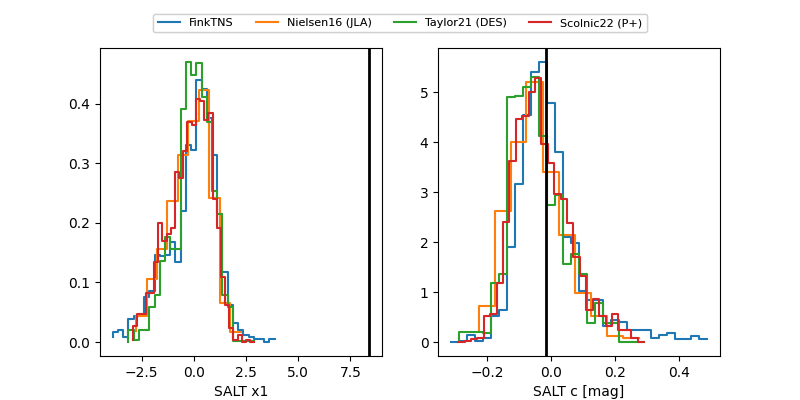 FinkTNS Nielsen16 (JLA) Taylor21 (DES) Scolnic22 (P+)
0.4
0.3
0.2
0.1
0.0
−2.5 0.0 2.5 5.0 7.5
SALT x1
5
4
3
2
1
0
−0.2 0.0 0.2 0.4
SALT c [mag]